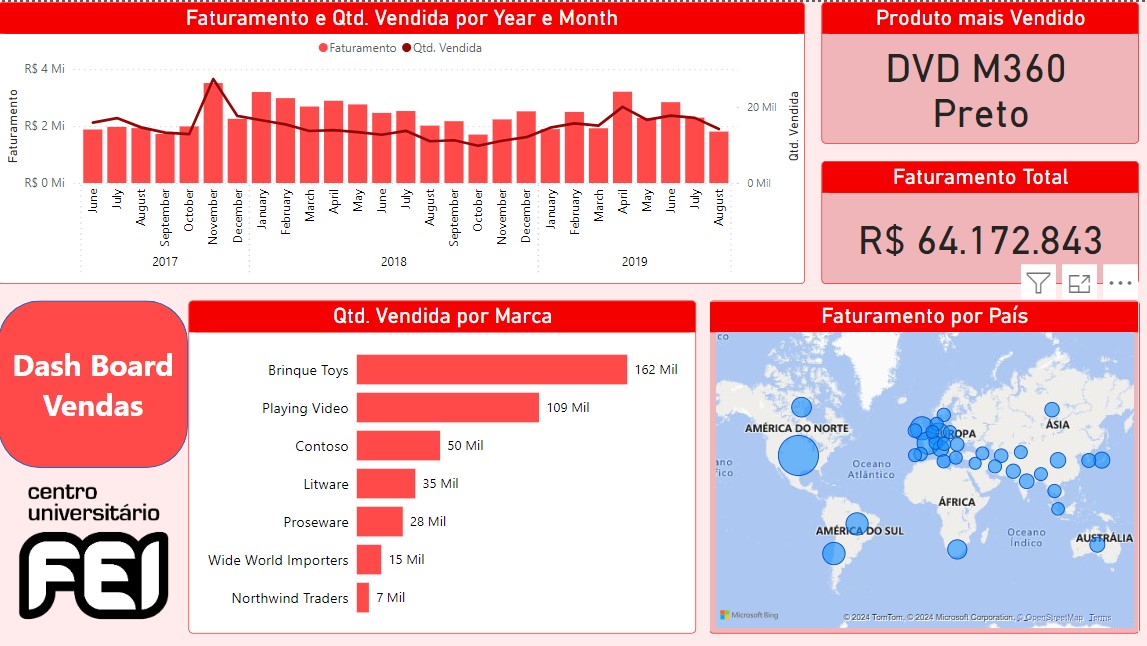 Faturamento e Qtd. Vendida por Year e Month
Faturamento Qtd. Vendida
R$ 4 Mi
R$ 2 Mi
R$ 0 Mi
Faturamento
20 Mil
0 Mil
Qtd. Vendida
June
July
August
September
October
November
December
January
February
March
April
May
June
July
August
September
October
November
December
January
February
March
April
May
June
July
August
2017
2018
2019
Produto mais Vendido
DVD M360
Preto
Faturamento Total
R$ 64.172.843
Dash Board
Vendas
centro
universitário
FEI
Qtd. Vendida por Marca
Brinque Toys 162 Mil
Playing Video 109 Mil
Contoso 50 Mil
Litware 35 Mil
Proseware 28 Mil
Wide World Importers 15 Mil
Northwind Traders 7 Mil
Faturamento por País
AMÉRICA DO NORTE
ÁSIA
Oceano
Atlântico
ÁFRICA
AMÉRICA DO SUL
Oceano
Índico
AUSTRÁLIA
Microsoft Bing
© 2024 TomTom, © 2024 Microsoft Corporation, © OpenStreetMap Terms